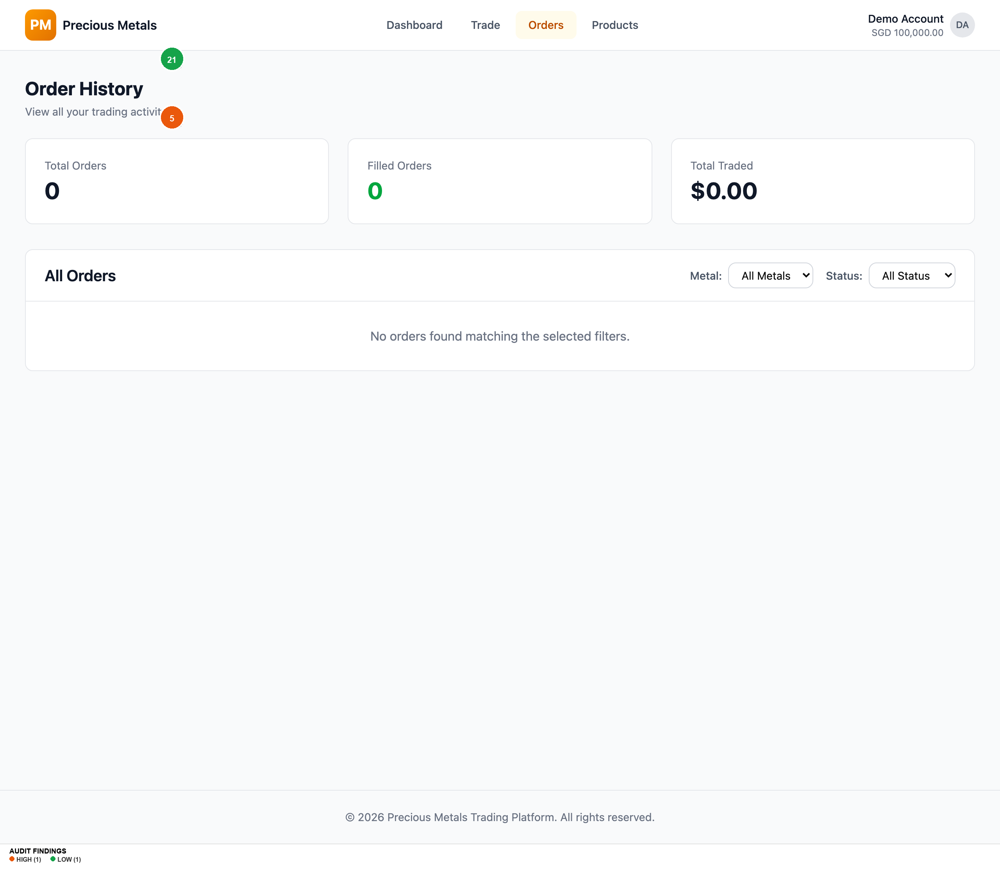 PM Precious Metals
Dashboard Trade Orders Products
Demo Account
SGD 100,000.00
DA
21
Order History
View all your trading activit
5
Total Orders
0
Filled Orders
0
Total Traded
$0.00
All Orders
Metal: All Metals Status: All Status
No orders found matching the selected filters.
© 2026 Precious Metals Trading Platform. All rights reserved.
AUDIT FINDINGS
HIGH (1) LOW (1)